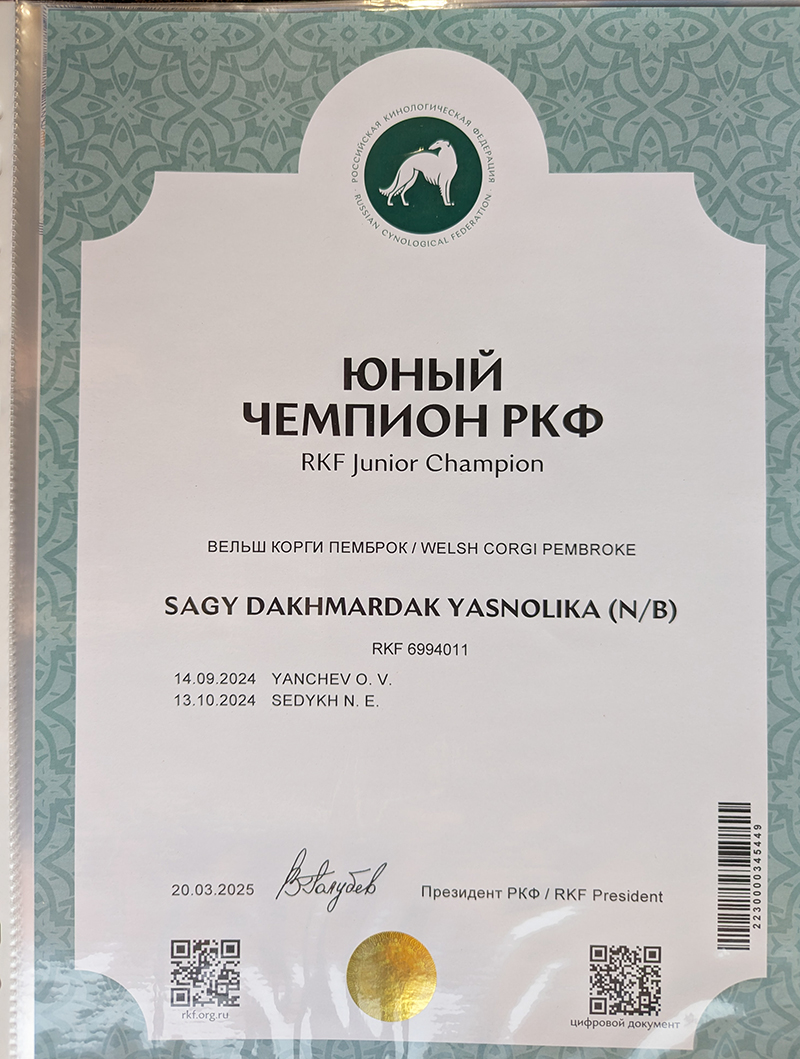 РОССИЙСКАЯ КИНОЛОГИЧЕСКАЯ ФЕДЕРАЦИЯ
RUSSIAN CYNOLOGICAL FEDERATION
ЮНЫЙ
ЧЕМПИОН РКФ
RKF Junior Champion
ВЕЛЬШ КОРГИ ПЕМБРОК / WELSH CORGI PEMBROKE
SAGY DAKHMARDAK YASNOLIKA (N/B)
RKF 6994011
14.09.2024 YANCHEV O. V.
13.10.2024 SEDYKH N. E.
20.03.2025 ВГолубев Президент РКФ / RKF President
2230000345449
rkf.org.ru
цифровой документ